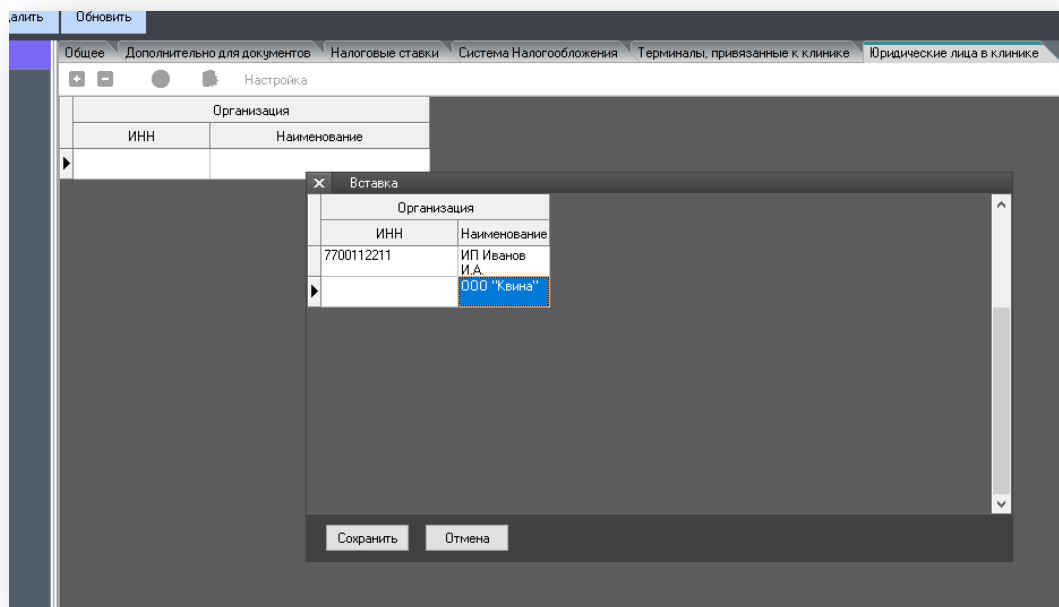 Обновить
Общее Дополнительно для документов Налоговые ставки Система Налогообложения Терминалы, привязанные к клинике Юридические лица в клинике
Настройка
Организация
ИНН Наименование
Вставка
Организация
ИНН Наименование
7700112211 ИП Иванов
И.А.
ООО "Квина"
Сохранить Отмена